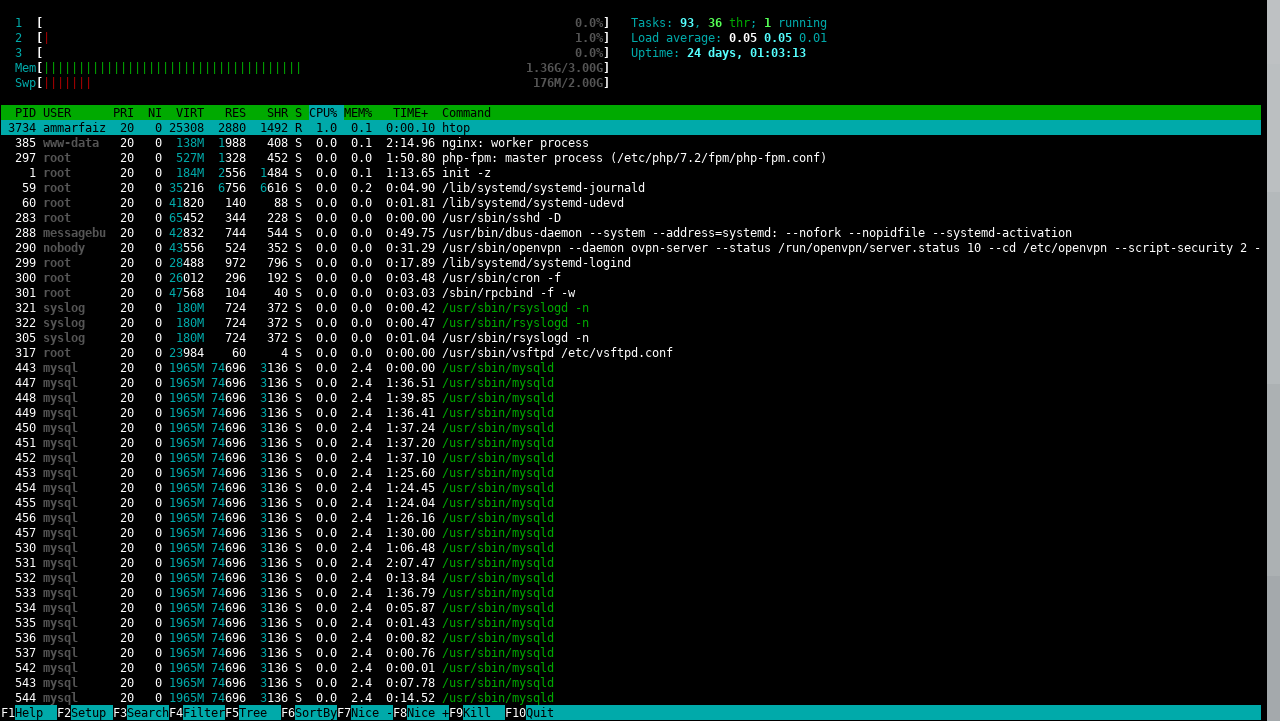 1  [                                                                            0.0%]   Tasks: 93, 36 thr; 1 running
2  [|                                                                           1.0%]   Load average: 0.05 0.05 0.01
3  [                                                                            0.0%]   Uptime: 24 days, 01:03:13
Mem[|||||||||||||||||||||||||||||||||||||                                1.36G/3.00G]
Swp[|||||||                                                               176M/2.00G]
PID USER      PRI  NI  VIRT   RES   SHR S CPU% MEM%   TIME+  Command
3734 ammarfaiz  20   0 25308  2880  1492 R  1.0  0.1  0:00.10 htop
385 www-data   20   0  138M  1988   408 S  0.0  0.1  2:14.96 nginx: worker process
297 root       20   0  527M  1328   452 S  0.0  0.0  1:50.80 php-fpm: master process (/etc/php/7.2/fpm/php-fpm.conf)
1 root       20   0  184M  2556  1484 S  0.0  0.1  1:13.65 init -z
59 root       20   0 35216  6756  6616 S  0.0  0.2  0:04.90 /lib/systemd/systemd-journald
60 root       20   0 41820   140    88 S  0.0  0.0  0:01.81 /lib/systemd/systemd-udevd
283 root       20   0 65452   344   228 S  0.0  0.0  0:00.00 /usr/sbin/sshd -D
288 messagebu  20   0 42832   744   544 S  0.0  0.0  0:49.75 /usr/bin/dbus-daemon --system --address=systemd: --nofork --nopidfile --systemd-activation
290 nobody     20   0 43556   524   352 S  0.0  0.0  0:31.29 /usr/sbin/openvpn --daemon ovpn-server --status /run/openvpn/server.status 10 --cd /etc/openvpn --script-security 2 -
299 root       20   0 28488   972   796 S  0.0  0.0  0:17.89 /lib/systemd/systemd-logind
300 root       20   0 26012   296   192 S  0.0  0.0  0:03.48 /usr/sbin/cron -f
301 root       20   0 47568   104    40 S  0.0  0.0  0:03.03 /sbin/rpcbind -f -w
321 syslog     20   0  180M   724   372 S  0.0  0.0  0:00.42 /usr/sbin/rsyslogd -n
322 syslog     20   0  180M   724   372 S  0.0  0.0  0:00.47 /usr/sbin/rsyslogd -n
305 syslog     20   0  180M   724   372 S  0.0  0.0  0:01.04 /usr/sbin/rsyslogd -n
317 root       20   0 23984    60     4 S  0.0  0.0  0:00.00 /usr/sbin/vsftpd /etc/vsftpd.conf
443 mysql      20   0 1965M 74696  3136 S  0.0  2.4  0:00.00 /usr/sbin/mysqld
447 mysql      20   0 1965M 74696  3136 S  0.0  2.4  1:36.51 /usr/sbin/mysqld
448 mysql      20   0 1965M 74696  3136 S  0.0  2.4  1:39.85 /usr/sbin/mysqld
449 mysql      20   0 1965M 74696  3136 S  0.0  2.4  1:36.41 /usr/sbin/mysqld
450 mysql      20   0 1965M 74696  3136 S  0.0  2.4  1:37.24 /usr/sbin/mysqld
451 mysql      20   0 1965M 74696  3136 S  0.0  2.4  1:37.20 /usr/sbin/mysqld
452 mysql      20   0 1965M 74696  3136 S  0.0  2.4  1:37.10 /usr/sbin/mysqld
453 mysql      20   0 1965M 74696  3136 S  0.0  2.4  1:25.60 /usr/sbin/mysqld
454 mysql      20   0 1965M 74696  3136 S  0.0  2.4  1:24.45 /usr/sbin/mysqld
455 mysql      20   0 1965M 74696  3136 S  0.0  2.4  1:24.04 /usr/sbin/mysqld
456 mysql      20   0 1965M 74696  3136 S  0.0  2.4  1:26.16 /usr/sbin/mysqld
457 mysql      20   0 1965M 74696  3136 S  0.0  2.4  1:30.00 /usr/sbin/mysqld
530 mysql      20   0 1965M 74696  3136 S  0.0  2.4  1:06.48 /usr/sbin/mysqld
531 mysql      20   0 1965M 74696  3136 S  0.0  2.4  2:07.47 /usr/sbin/mysqld
532 mysql      20   0 1965M 74696  3136 S  0.0  2.4  0:13.84 /usr/sbin/mysqld
533 mysql      20   0 1965M 74696  3136 S  0.0  2.4  1:36.79 /usr/sbin/mysqld
534 mysql      20   0 1965M 74696  3136 S  0.0  2.4  0:05.87 /usr/sbin/mysqld
535 mysql      20   0 1965M 74696  3136 S  0.0  2.4  0:01.43 /usr/sbin/mysqld
536 mysql      20   0 1965M 74696  3136 S  0.0  2.4  0:00.82 /usr/sbin/mysqld
537 mysql      20   0 1965M 74696  3136 S  0.0  2.4  0:00.76 /usr/sbin/mysqld
542 mysql      20   0 1965M 74696  3136 S  0.0  2.4  0:00.01 /usr/sbin/mysqld
543 mysql      20   0 1965M 74696  3136 S  0.0  2.4  0:07.78 /usr/sbin/mysqld
544 mysql      20   0 1965M 74696  3136 S  0.0  2.4  0:14.52 /usr/sbin/mysqld
F1Help  F2Setup F3SearchF4FilterF5Tree  F6SortByF7Nice -F8Nice +F9Kill  F10Quit